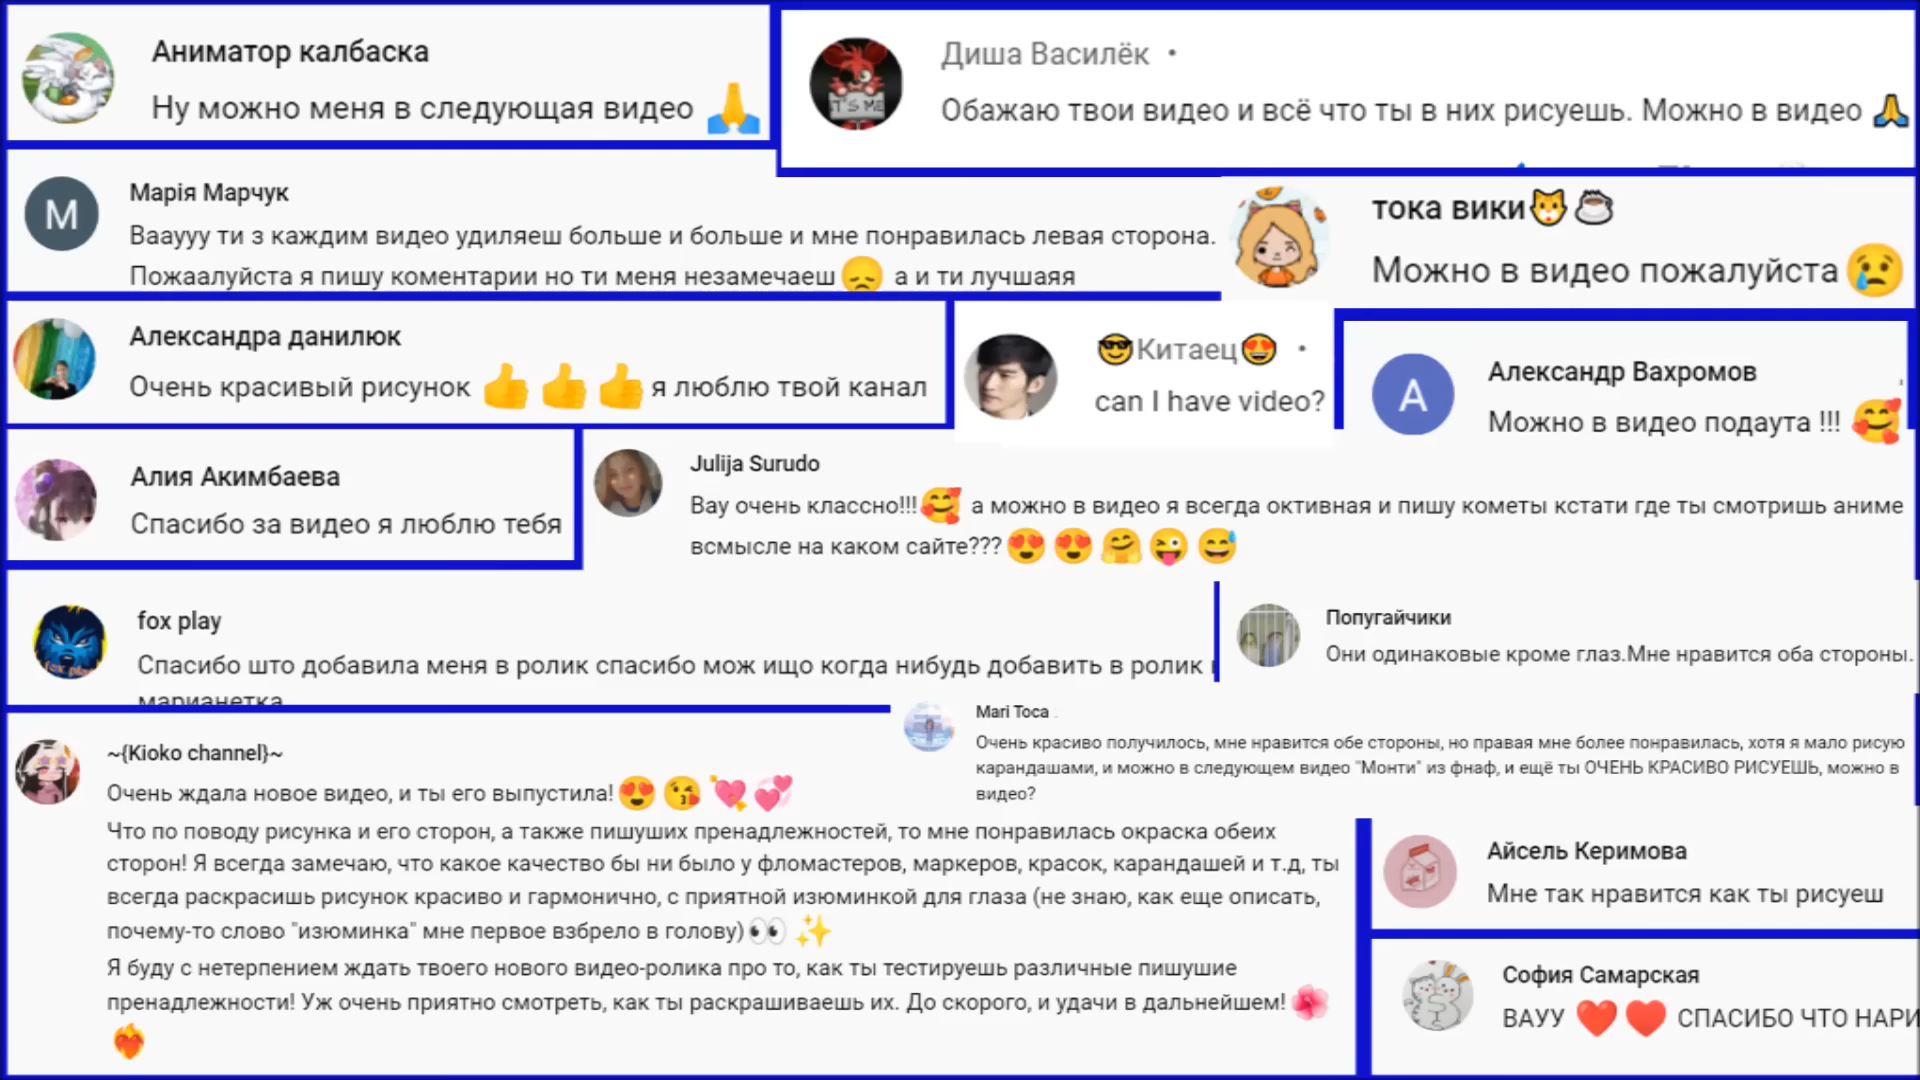 Аниматор калбаска
Ну можно меня в следующая видео
Диша Василёк •
IT'S ME
Обажаю твои видео и всё что ты в них рисуешь. Можно в видео
М
Марія Марчук
Вааууу ти з каждим видео удиляеш больше и больше и мне понравилась левая сторона.
Пожаалуйста я пишу коментарии но ти меня незамечаеш а и ти лучшаяя
тока вики
Можно в видео пожалуйста
Александра данилюк
Очень красивый рисунок я люблю твой канал
Китаец •
can I have video?
А
Александр Вахромов
Можно в видео подаута !!!
Алия Акимбаева
Спасибо за видео я люблю тебя
Julija Surudo
Вау очень классно!!! а можно в видео я всегда октивная и пишу кометы кстати где ты смотришь аниме
всмысле на каком сайте???
fox play
Спасибо што добавила меня в ролик спасибо мож ищо когда нибудь добавить в ролик
марианетка
Попугайчики
Они одинаковые кроме глаз.Мне нравится оба стороны.
Mari Toca
Очень красиво получилось, мне нравится обе стороны, но правая мне более понравилась, хотя я мало рисую
карандашами, и можно в следующем видео "Монти" из фнаф, и ещё ты ОЧЕНЬ КРАСИВО РИСУЕШЬ, можно в
видео?
~{Kioko channel}~
Очень ждала новое видео, и ты его выпустила!
Что по поводу рисунка и его сторон, а также пишуших пренадлежностей, то мне понравилась окраска обеих
сторон! Я всегда замечаю, что какое качество бы ни было у фломастеров, маркеров, красок, карандашей и т.д, ты
всегда раскрасишь рисунок красиво и гармонично, с приятной изюминкой для глаза (не знаю, как еще описать,
почему-то слово "изюминка" мне первое взбрело в голову)
Я буду с нетерпением ждать твоего нового видео-ролика про то, как ты тестируешь различные пишушие
пренадлежности! Уж очень приятно смотреть, как ты раскрашиваешь их. До скорого, и удачи в дальнейшем!
Айсель Керимова
Мне так нравится как ты рисуеш
София Самарская
ВАУУ СПАСИБО ЧТО НАРИ